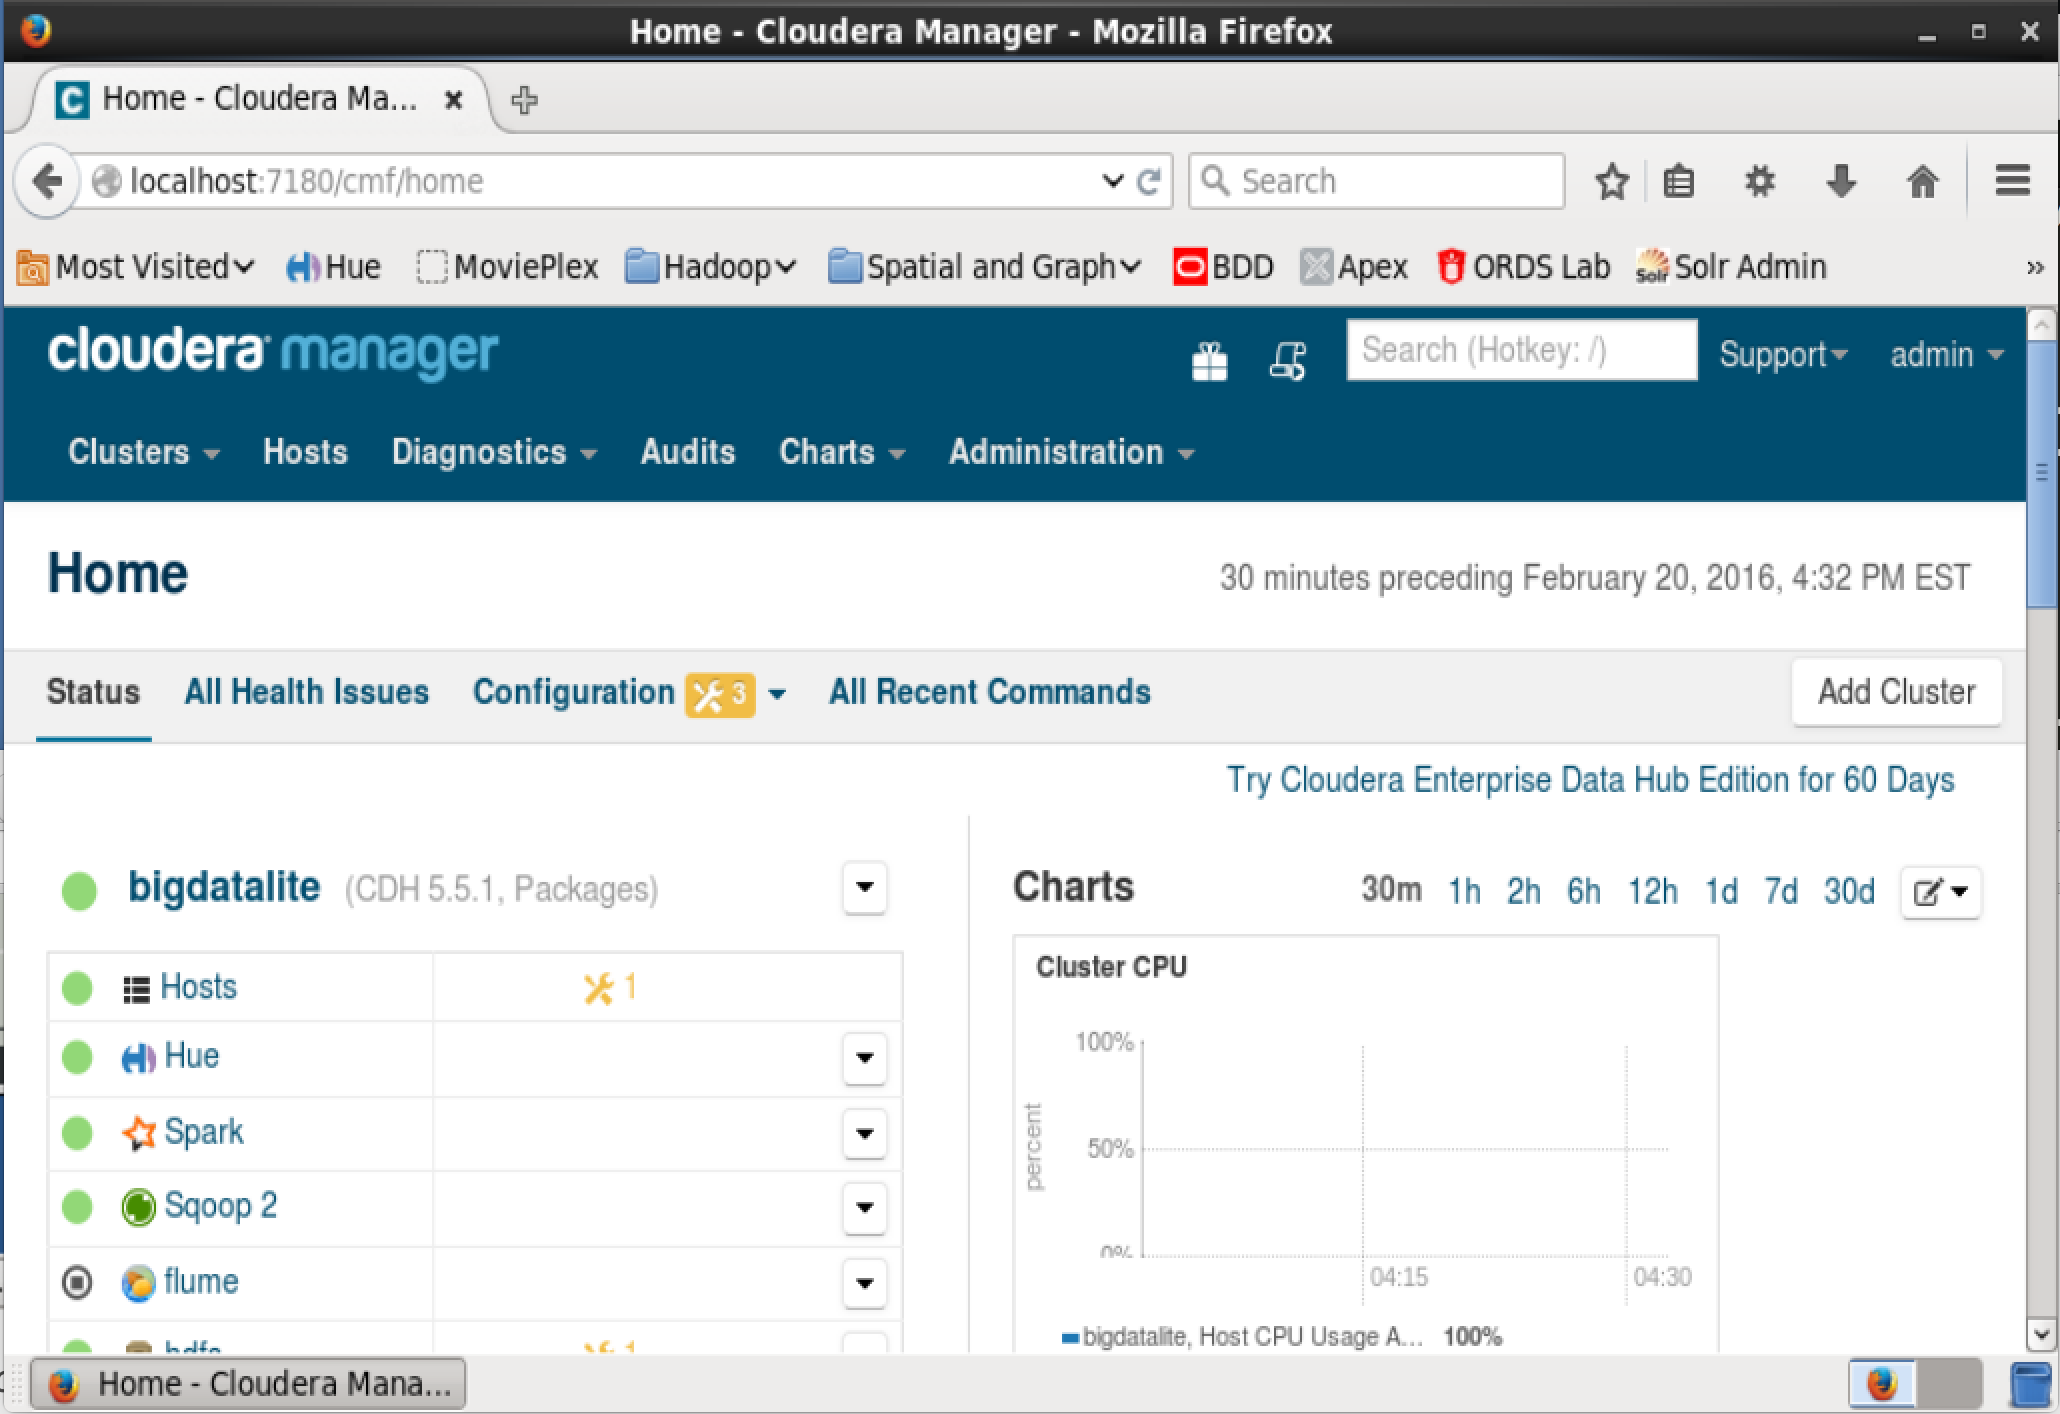 Home - Cloudera Manager - Mozilla Firefox
Home - Cloudera Ma...
localhost:7180/cmf/home
Search
Most Visited Hue MoviePlex Hadoop Spatial and Graph BDD Apex ORDS Lab Solr Admin »
cloudera manager
Search (Hotkey: /) Support admin
Clusters Hosts Diagnostics Audits Charts Administration
Home
30 minutes preceding February 20, 2016, 4:32 PM EST
Status All Health Issues Configuration 3 All Recent Commands Add Cluster
Try Cloudera Enterprise Data Hub Edition for 60 Days
bigdatalite (CDH 5.5.1, Packages)
Hosts 1
Hue
Spark
Sqoop 2
flume
hdfs 1
Charts 30m 1h 2h 6h 12h 1d 7d 30d
Cluster CPU
percent
100%
50%
0%
04:15 04:30
bigdatalite, Host CPU Usage A... 100%
Home - Cloudera Mana...